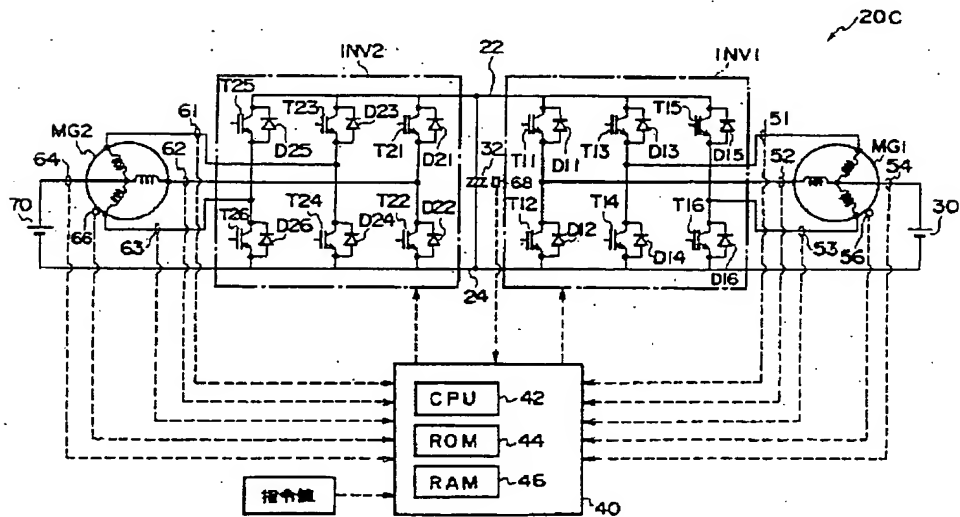 20C
INV2
22
INV1
T25
61
T23
D23
T15
51
MG2
64
62
D25
T21
D21
32
68
T11
D11
T13
D13
D15
52
MG1
54
70
T26
T24
T22
D22
T12
D12
T14
T16
30
66
63
D26
D24
24
D14
D16
53
56
CPU
42
ROM
44
RAM
46
指令値
40